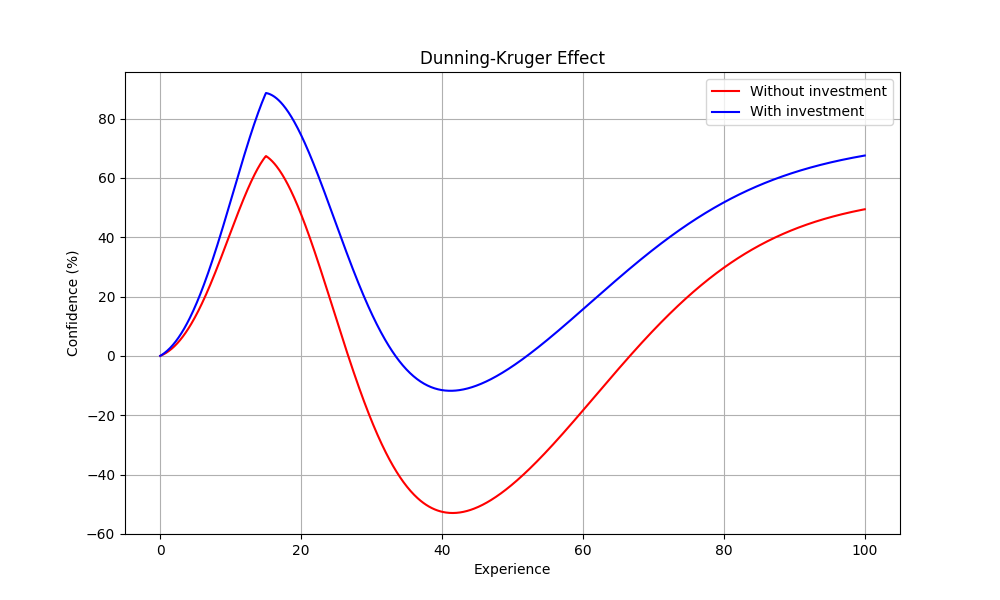 Dunning-Kruger Effect
Without investment
With investment
Confidence (%)
80
60
40
20
0
−20
−40
−60
0 20 40 60 80 100
Experience